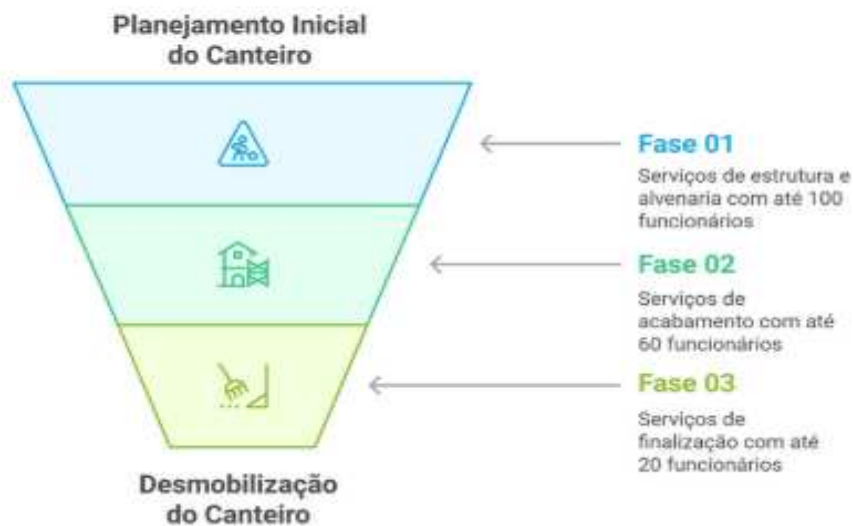 Planejamento Inicial
do Canteiro
Fase 01
Serviços de estrutura e
alvenaria com até 100
funcionários
Fase 02
Serviços de
acabamento com até
60 funcionários
Fase 03
Serviços de
finalização com até
20 funcionários
Desmobilização
do Canteiro